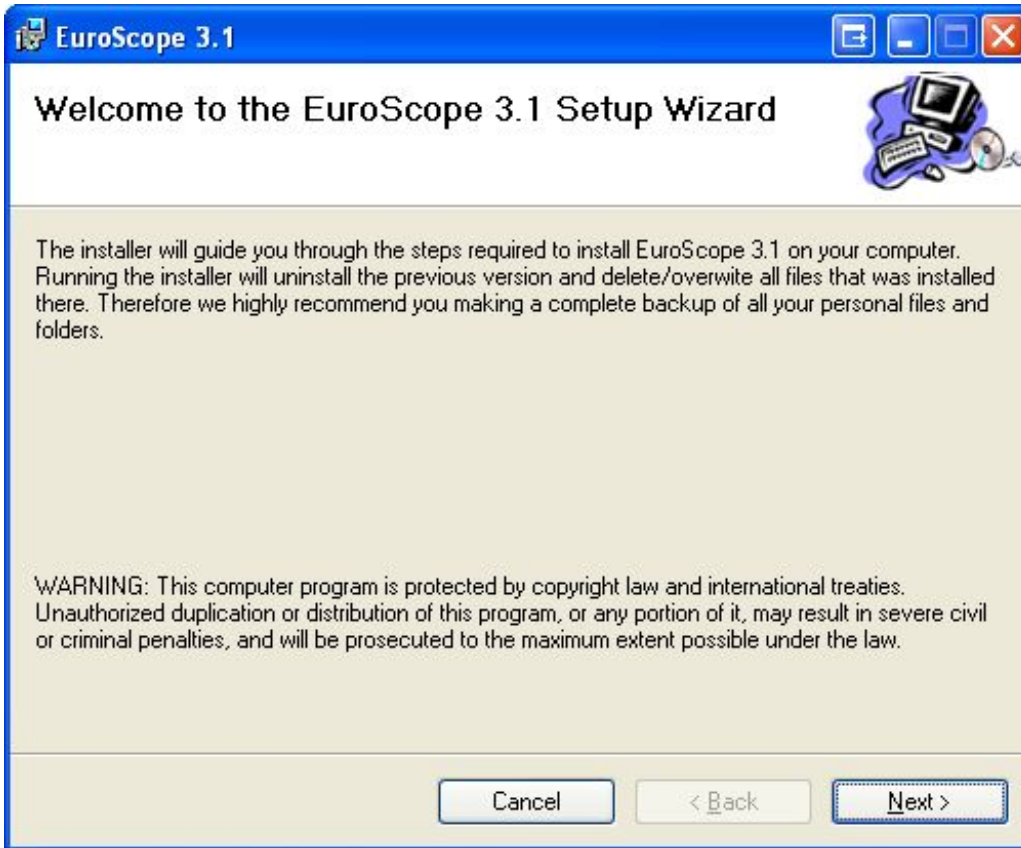 EuroScope 3.1
Welcome to the EuroScope 3.1 Setup Wizard
The installer will guide you through the steps required to install EuroScope 3.1 on your computer.
Running the installer will uninstall the previous version and delete/overwite all files that was installed
there. Therefore we highly recommend you making a complete backup of all your personal files and
folders.
WARNING: This computer program is protected by copyright law and international treaties.
Unauthorized duplication or distribution of this program, or any portion of it, may result in severe civil
or criminal penalties, and will be prosecuted to the maximum extent possible under the law.
Cancel < Back Next >